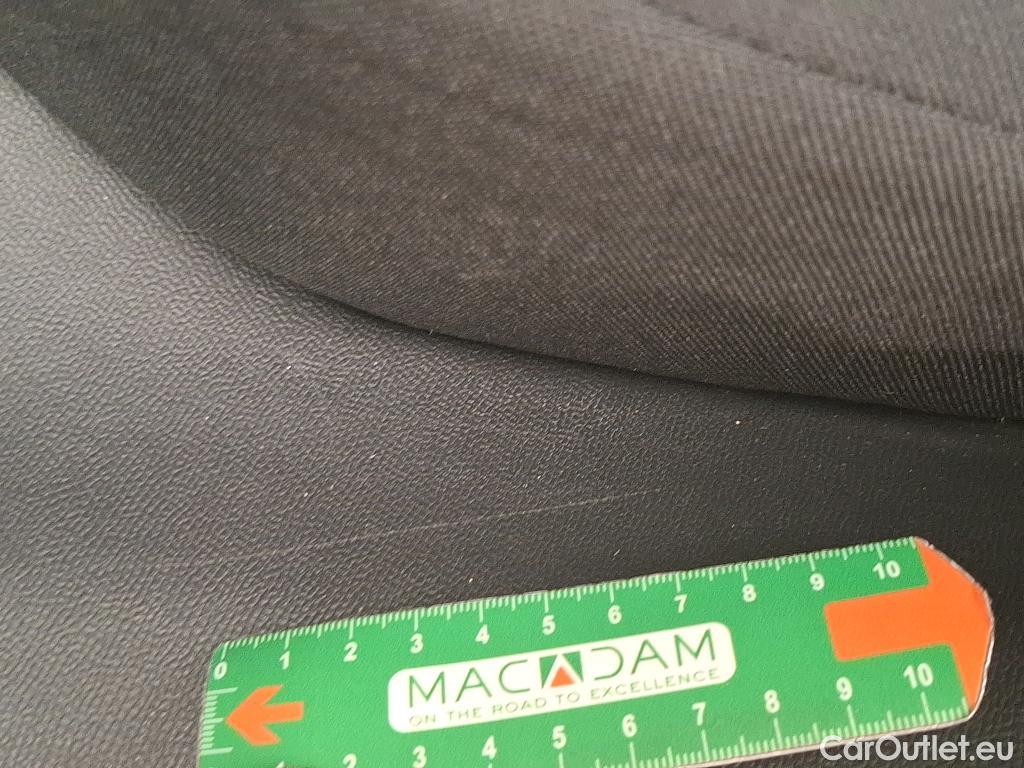 0 1 2 3 4 5 6 7 8 9 10
MACADAM
ON THE ROAD TO EXCELLENCE
1 2 3 4 5 6 7 8 9 10
CarOutlet.eu